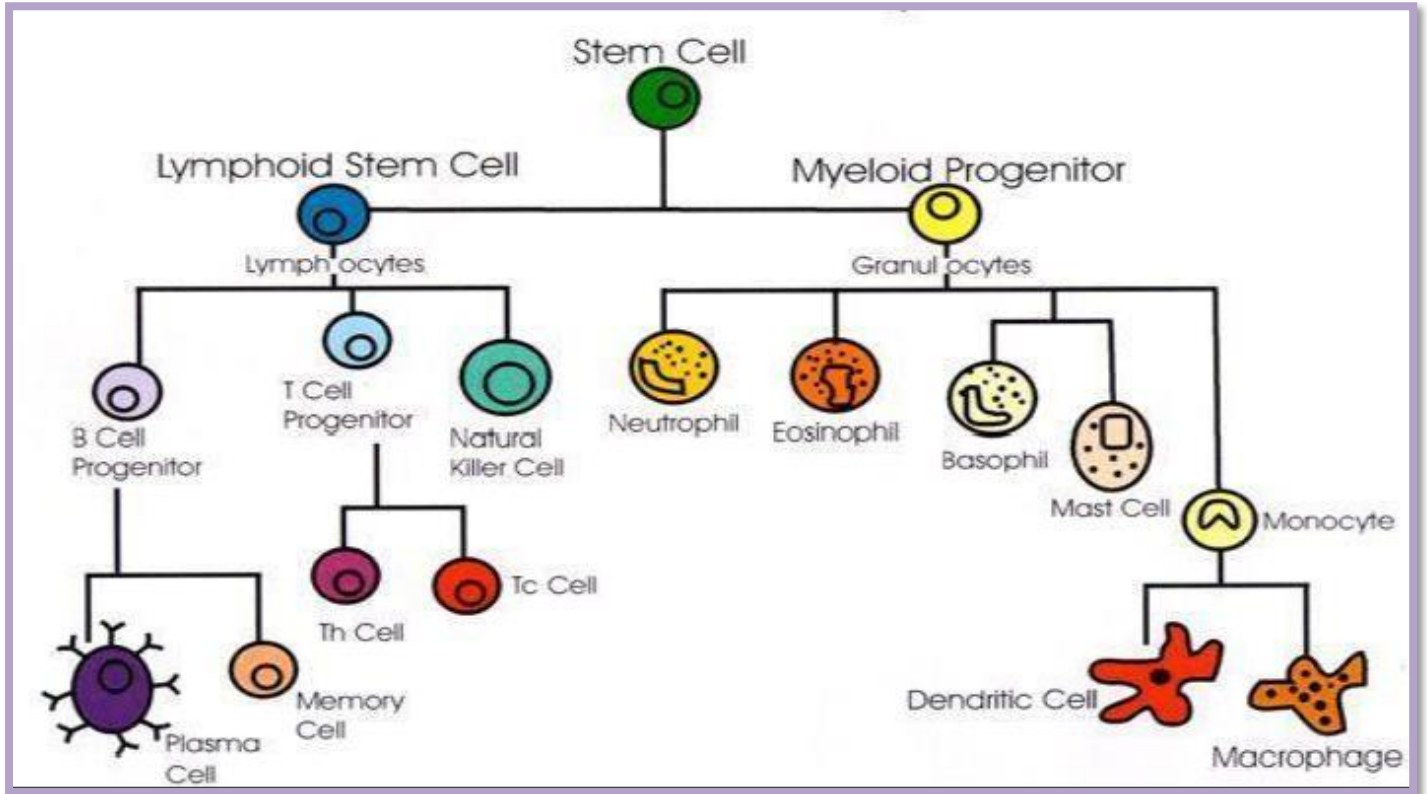 Stem Cell
Lymphoid Stem Cell
Myeloid Progenitor
Lymph ocytes
Granul ocytes
B Cell
Progenitor
T Cell
Progenitor
Natural
Killer Cell
Neutrophil
Eosinophil
Basophil
Mast Cell
Monocyte
Th Cell
Tc Cell
Plasma
Cell
Memory
Cell
Dendritic Cell
Macrophage